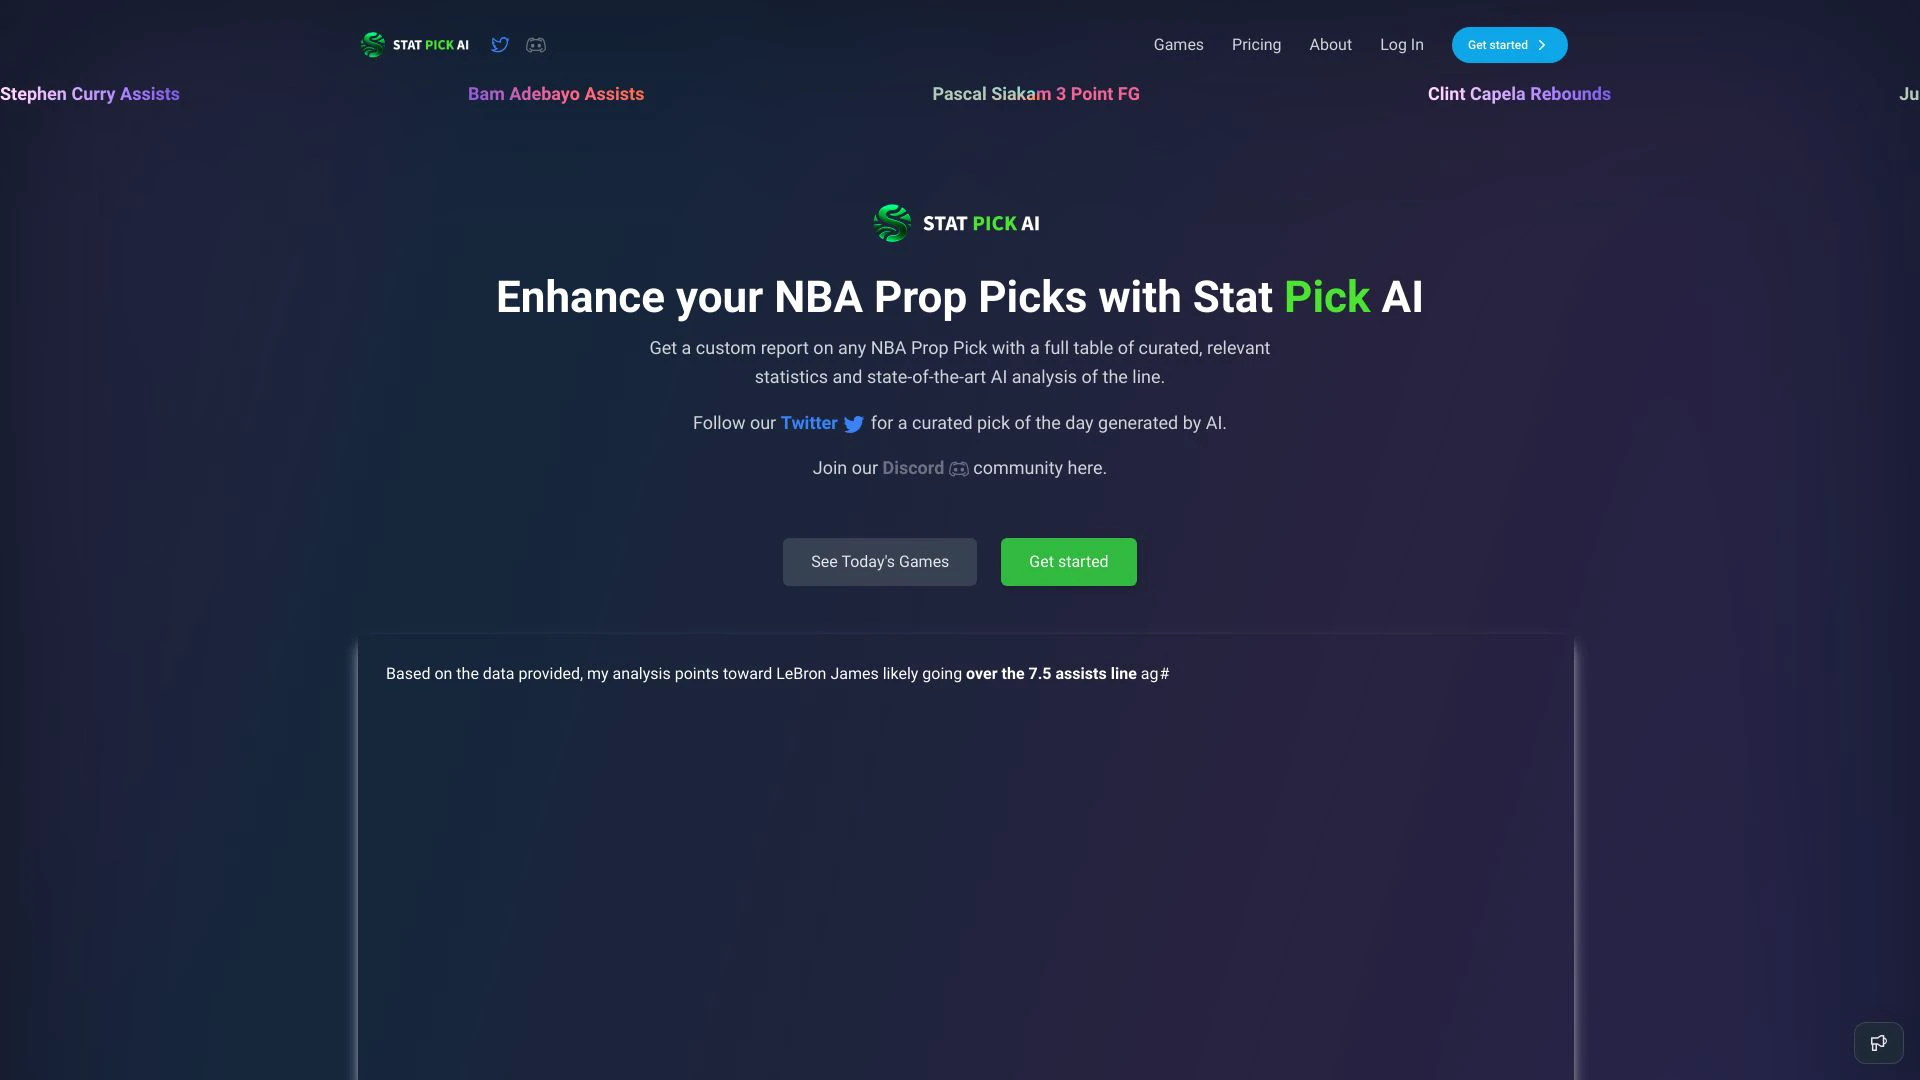 STAT PICK AI
Games
Pricing
About
Log In
Get started
Stephen Curry Assists
Bam Adebayo Assists
Pascal Siakam 3 Point FG
Clint Capela Rebounds
Ju
STAT PICK AI
Enhance your NBA Prop Picks with Stat Pick AI
Get a custom report on any NBA Prop Pick with a full table of curated, relevant
statistics and state-of-the-art AI analysis of the line.
Follow our Twitter for a curated pick of the day generated by AI.
Join our Discord community here.
See Today's Games
Get started
Based on the data provided, my analysis points toward LeBron James likely going over the 7.5 assists line ag#